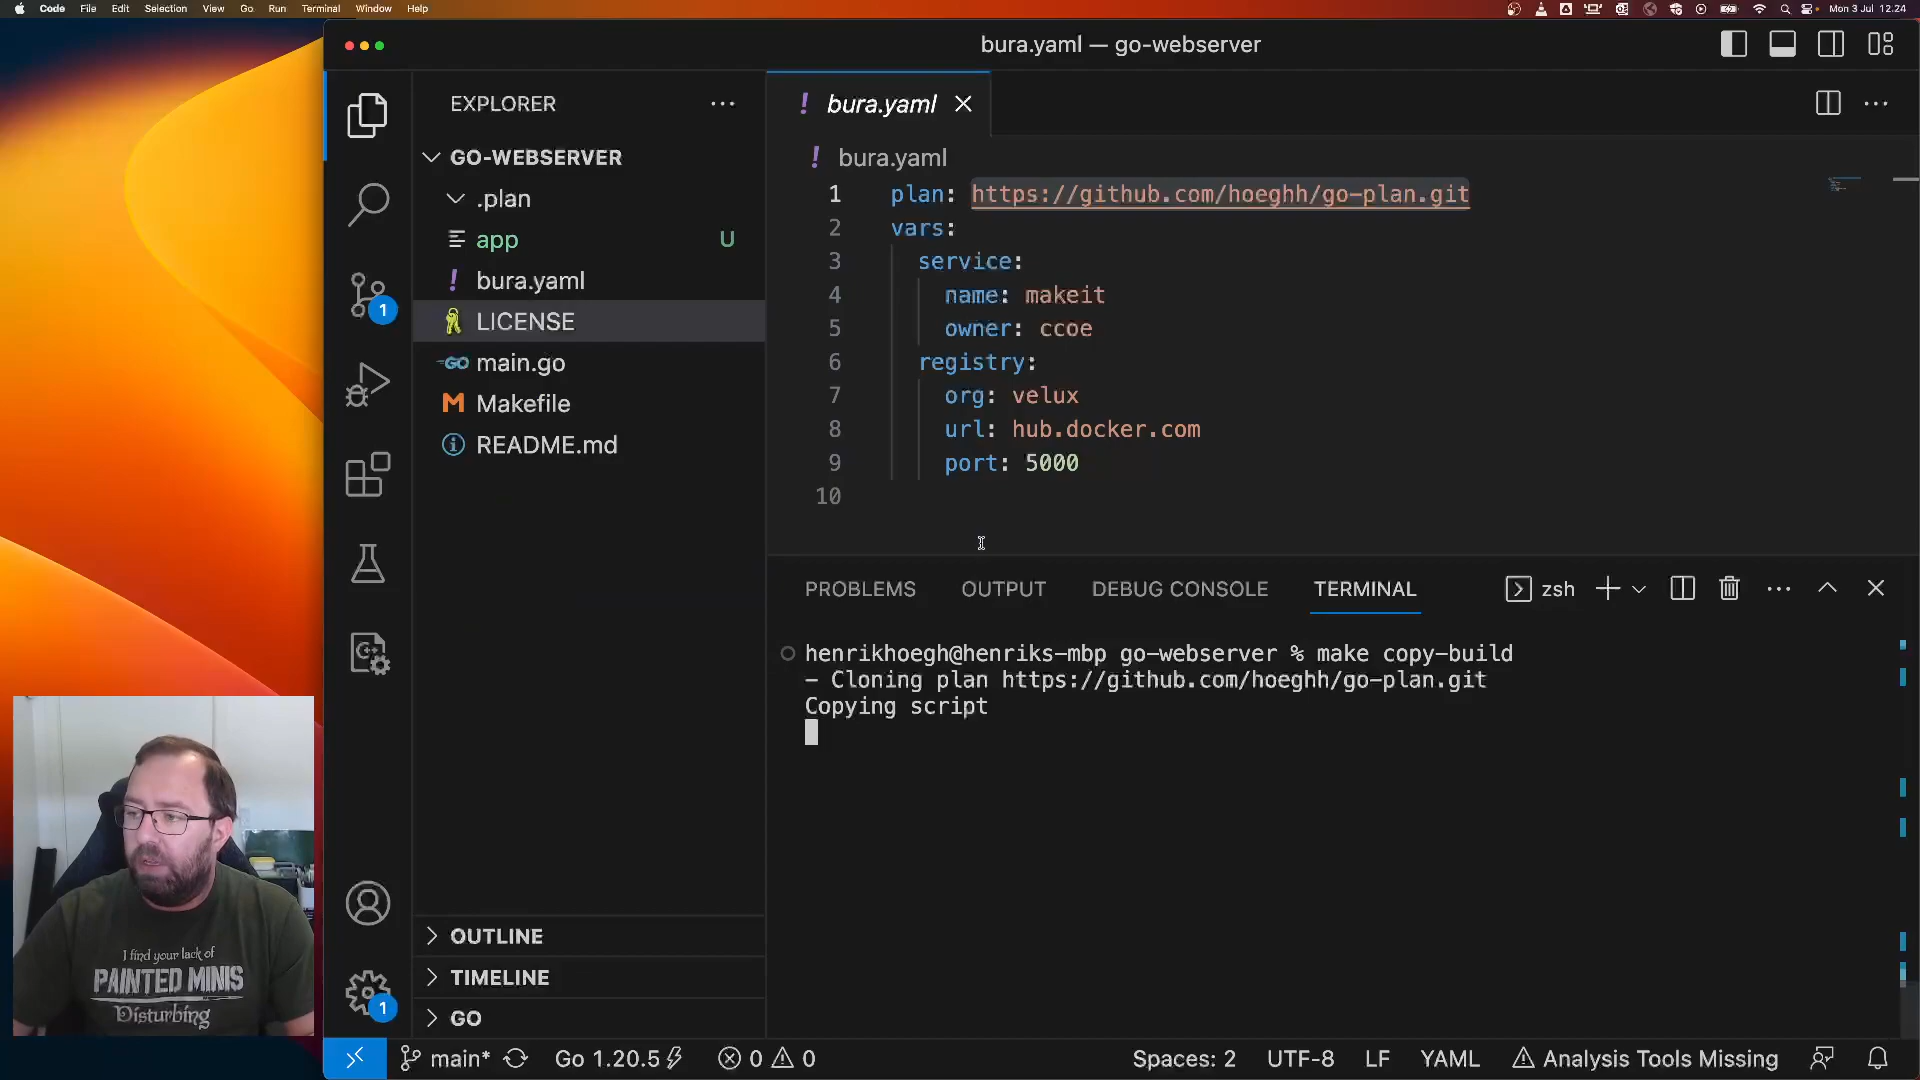 Code File Edit Selection View Go Run Terminal Window Help
Mon 3 Jul 12.24
bura.yaml — go-webserver
EXPLORER
GO-WEBSERVER
.plan
app U
! bura.yaml
LICENSE
GO main.go
M Makefile
README.md
OUTLINE
TIMELINE
GO
1
1
! bura.yaml
! bura.yaml
1 plan: https://github.com/hoeghh/go-plan.git
2 vars:
3 service:
4 name: makeit
5 owner: ccoe
6 registry:
7 org: velux
8 url: hub.docker.com
9 port: 5000
10
PROBLEMS OUTPUT DEBUG CONSOLE TERMINAL zsh
henrikhoegh@henriks-mbp go-webserver % make copy-build
- Cloning plan https://github.com/hoeghh/go-plan.git
Copying script
I find your lack of
PAINTED MINIS
Disturbing
main* Go 1.20.5 0 0 Spaces: 2 UTF-8 LF YAML Analysis Tools Missing